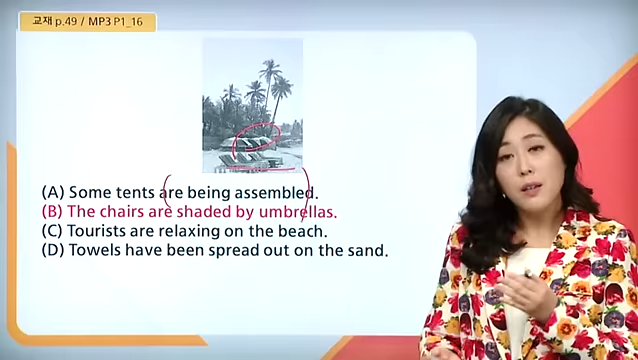 교재 p.49 / MP3 P1_16
(A) Some tents are being assembled.
(B) The chairs are shaded by umbrellas.
(C) Tourists are relaxing on the beach.
(D) Towels have been spread out on the sand.